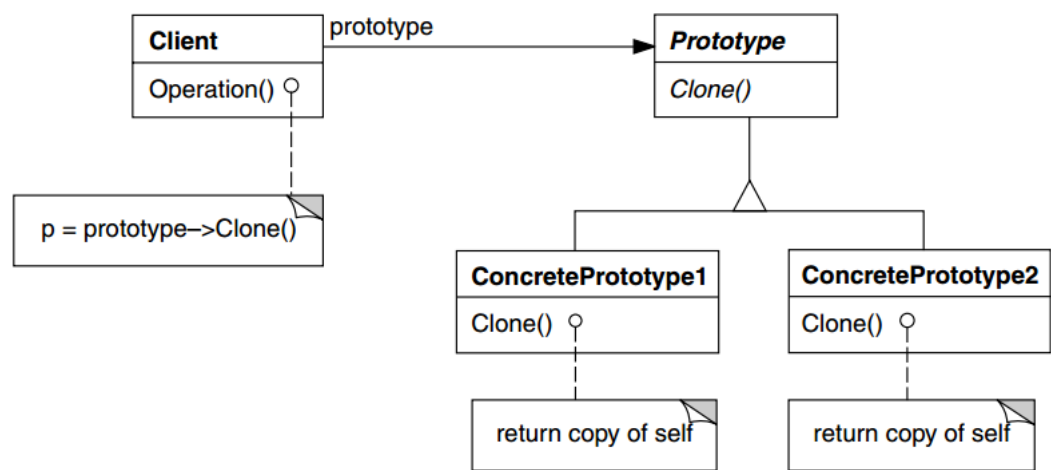 Client
prototype
Prototype
Operation()
Clone()
p = prototype–>Clone()
ConcretePrototype1
ConcretePrototype2
Clone()
Clone()
return copy of self
return copy of self